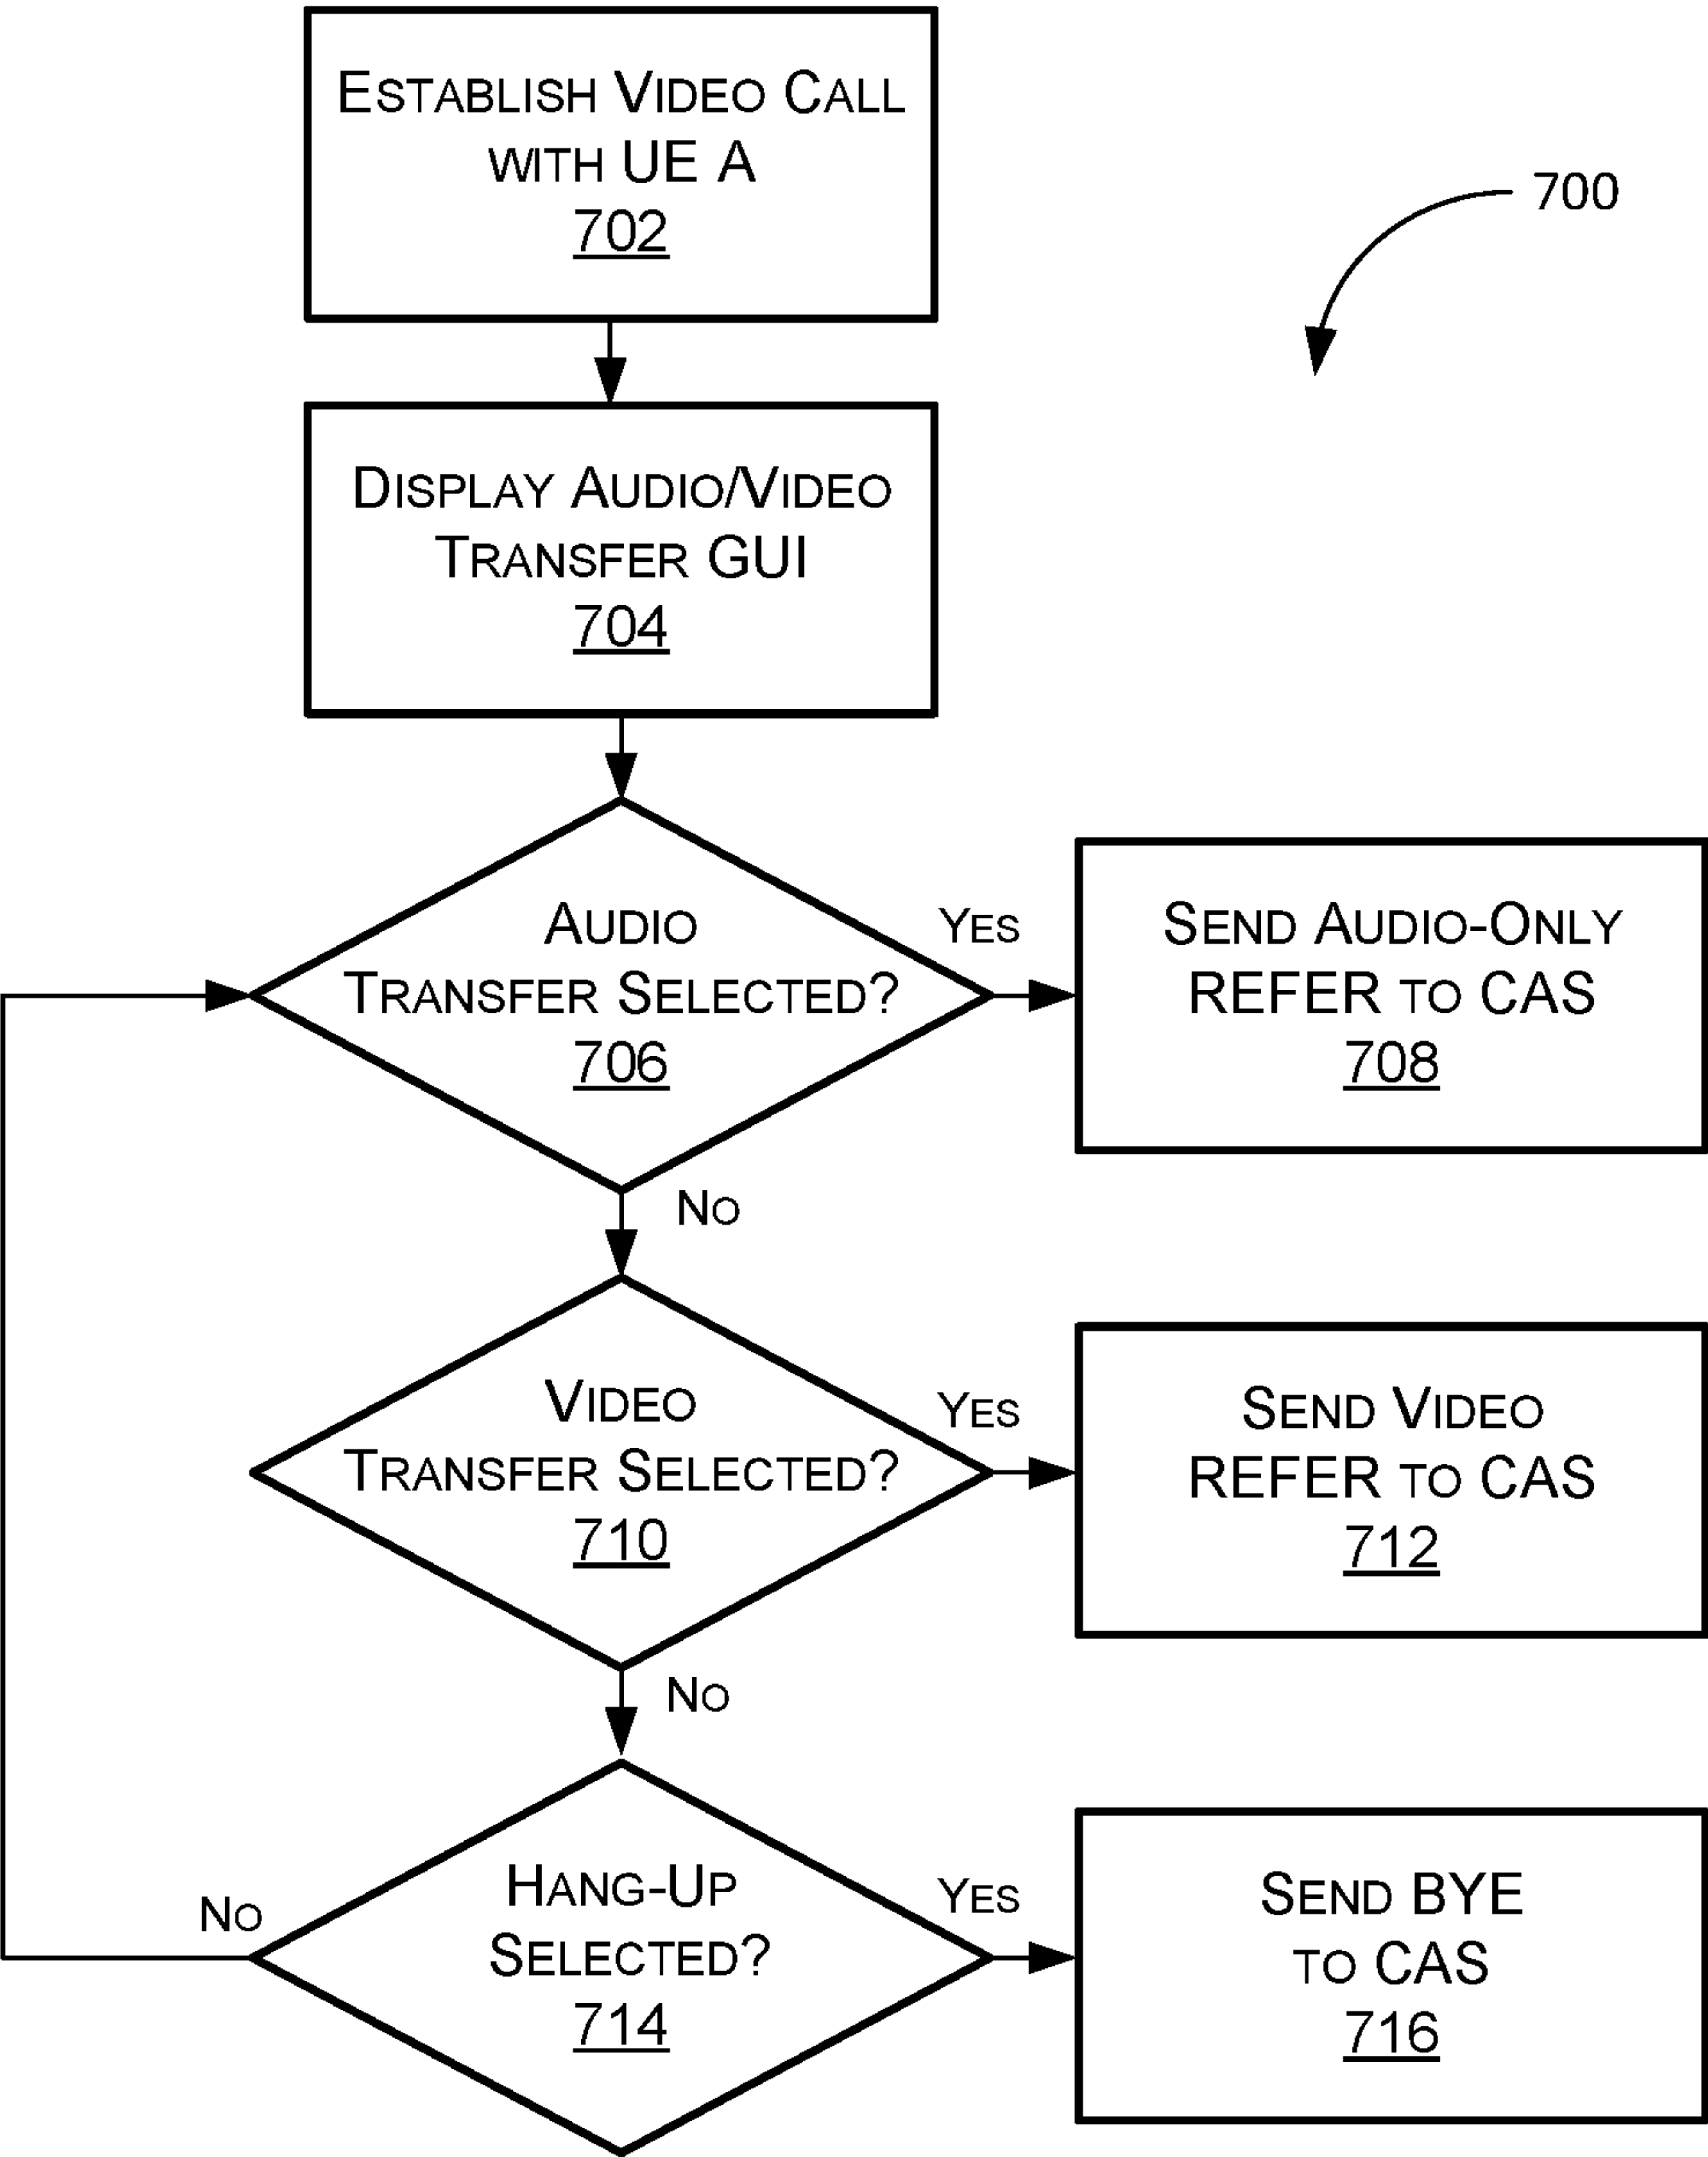 Establish Video Call
with UE A
702
700
Display Audio/Video
Transfer GUI
704
Audio
Transfer Selected?
706
Yes
Send Audio-Only
REFER to CAS
708
No
Video
Transfer Selected?
710
Yes
Send Video
REFER to CAS
712
No
Hang-Up
Selected?
714
No
Yes
Send BYE
to CAS
716